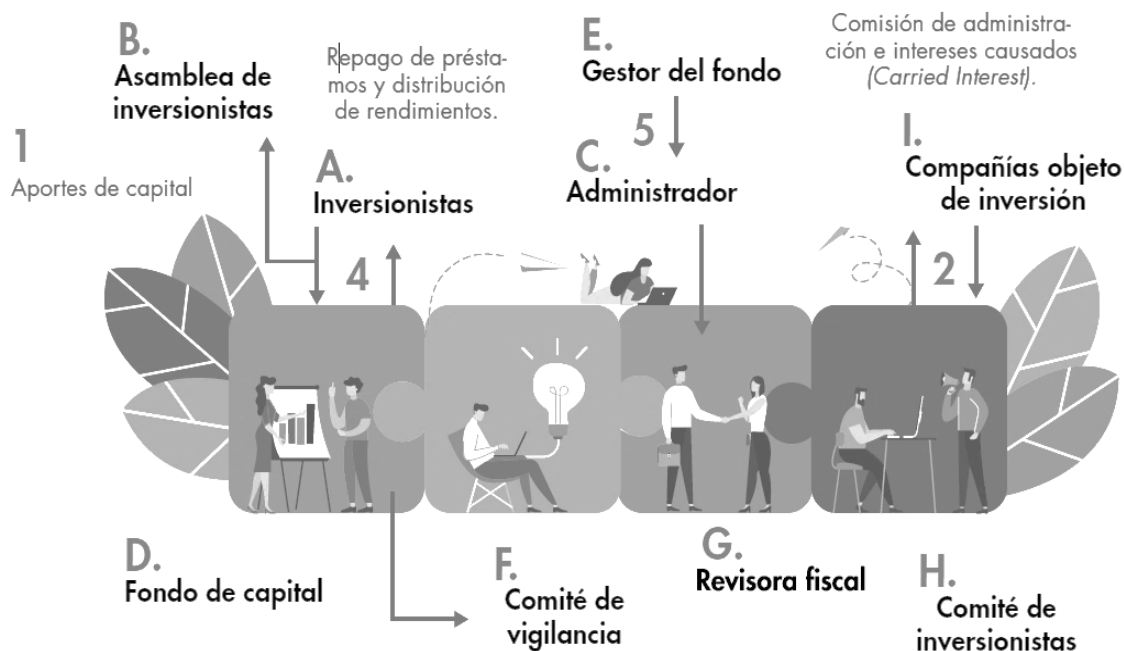 B.
Asamblea de
inversionistas
Repago de présta-
mos y distribución
de rendimientos.
E.
Gestor del fondo
Comisión de administra-
ción e intereses causados
(Carried Interest).
1
Aportes de capital
A.
Inversionistas
5
C.
Administrador
I.
Compañías objeto
de inversión
4
2
D.
Fondo de capital
F.
Comité de
vigilancia
G.
Revisora fiscal
H.
Comité de
inversionistas